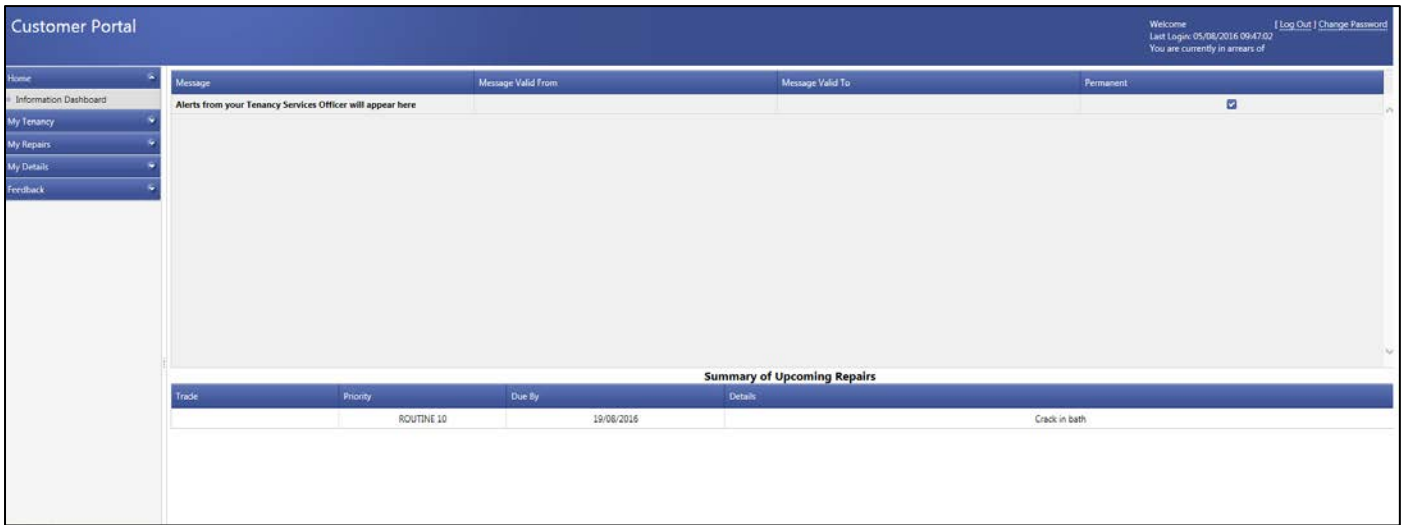 Customer Portal
Welcome [ Log Out | Change Password
Last Login: 05/08/2016 09:47:02
You are currently in arrears of
Home
Information Dashboard
My Tenancy
My Repairs
My Details
Feedback
Message Message Valid From Message Valid To Permanent
Alerts from your Tenancy Services Officer will appear here
Summary of Upcoming Repairs
Trade Priority Due By Details
ROUTINE 10 19/08/2016 Crack in bath